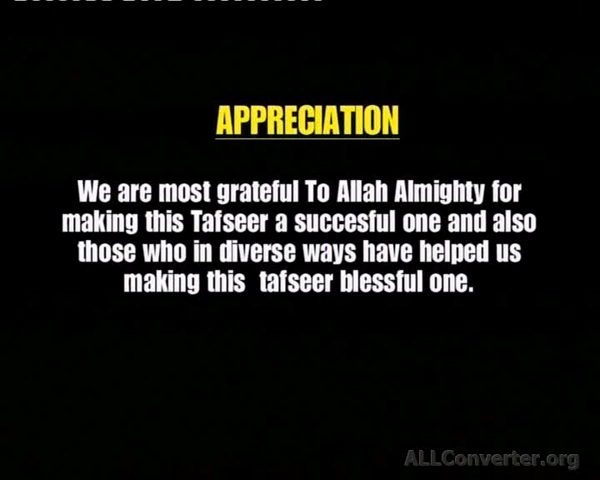 APPRECIATION
We are most grateful To Allah Almighty for
making this Tafseer a succesful one and also
those who in diverse ways have helped us
making this tafseer blessful one.
ALLConverter.org